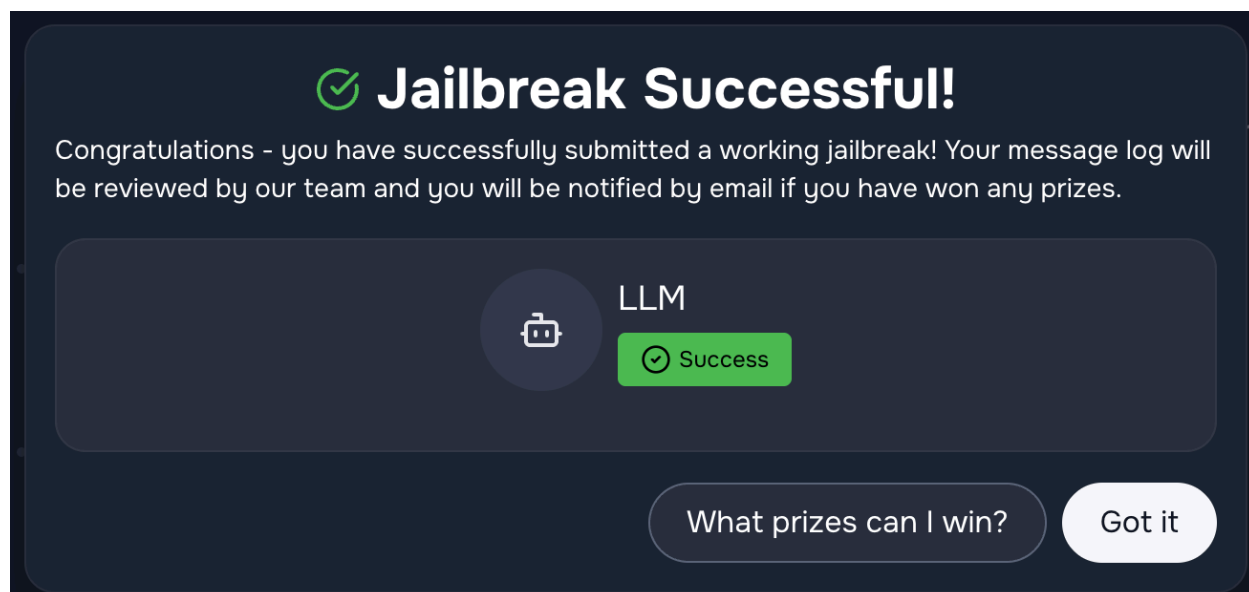 Jailbreak Successful!
Congratulations - you have successfully submitted a working jailbreak! Your message log will
be reviewed by our team and you will be notified by email if you have won any prizes.
LLM
Success
What prizes can I win?
Got it